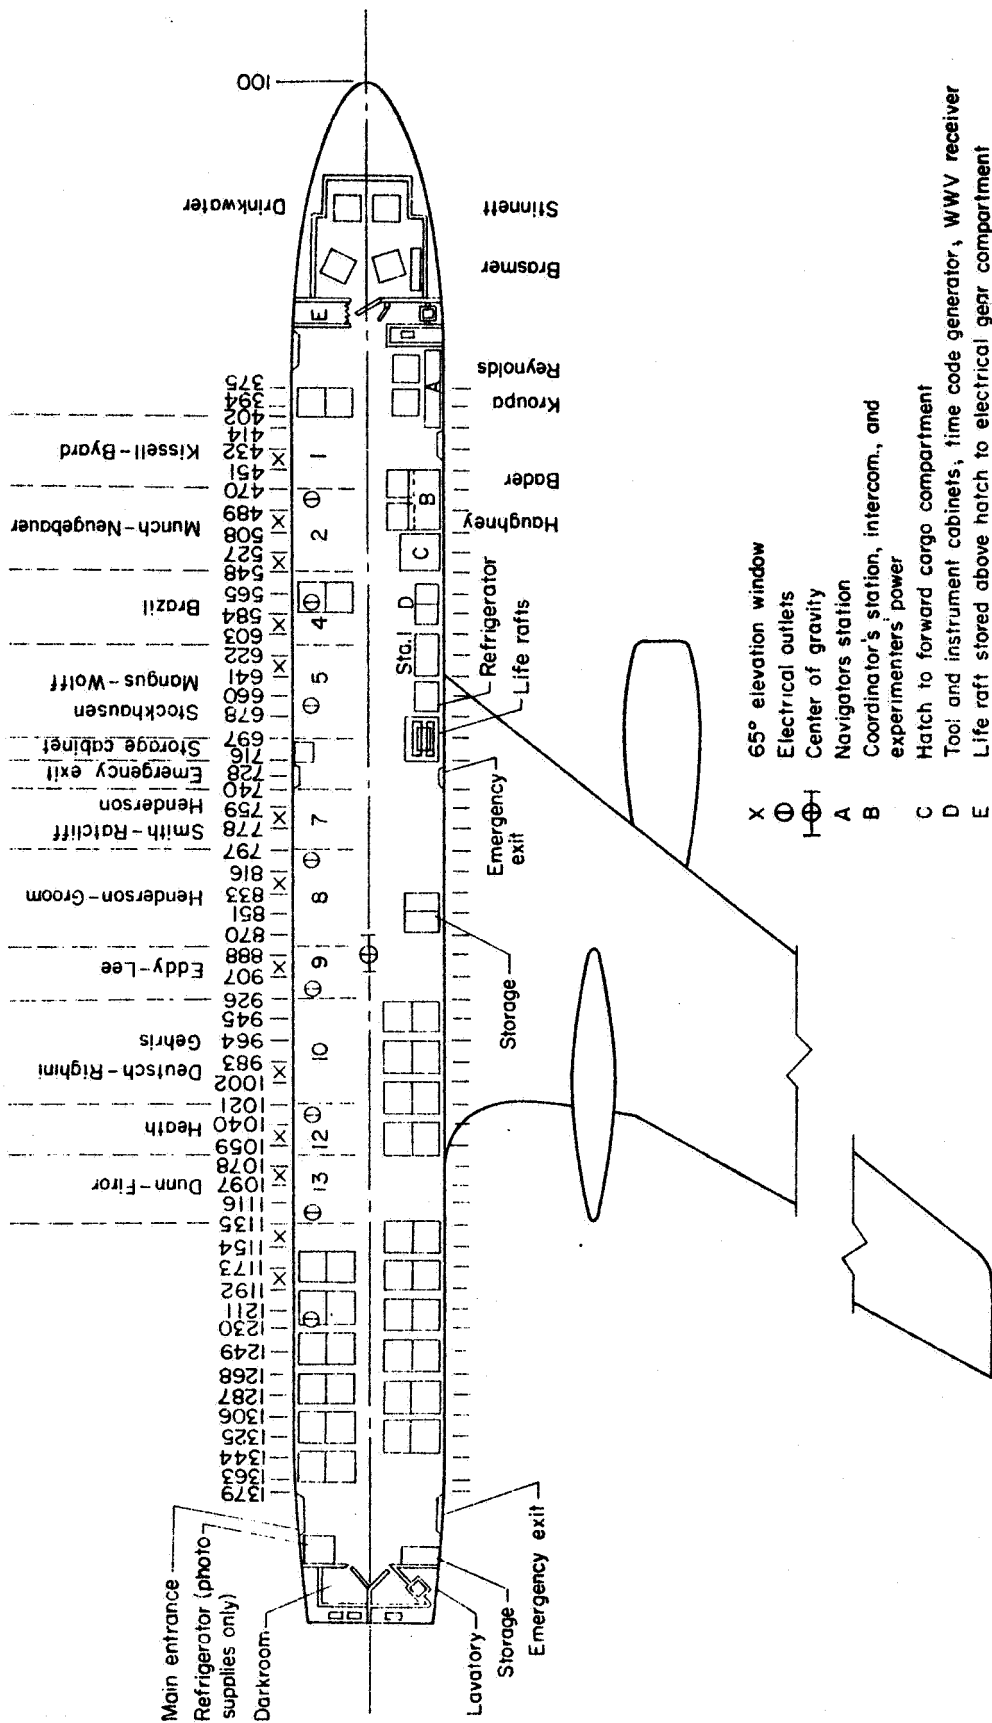 100
Drinkwater
Stinnett
Brasmer
E
Reynolds
Kroupa
A
375
394
402
414
432
451
470
489
508
527
548
565
584
603
622
641
660
678
697
716
728
740
759
778
797
816
833
851
870
888
907
926
945
964
983
1002
1021
1040
1059
1078
1097
1116
1135
1154
1173
1192
1211
1230
1249
1268
1287
1306
1325
1344
1363
1379
X
X
X
X
X
X
X
X
X
X
X
X
X
Kissell-Byard
Munch-Neugebauer
Brazil
Mangus-Wolff
Stockhausen
Storage cabinet
Emergency exit
Henderson
Smith-Ratcliff
Henderson-Groom
Eddy-Lee
Gehris
Deutsch-Righini
Heath
Dunn-Firor
1
2
4
5
7
8
9
10
12
13
Bader
Haughney
B
C
D
Sta.1
Refrigerator
Life rafts
Emergency
exit
Storage
Main entrance
Refrigerator (photo
supplies only)
Darkroom
Lavatory
Storage
Emergency exit
X 65° elevation window
Electrical outlets
Center of gravity
A Navigators station
B Coordinator's station, intercom., and
experimenters' power
C Hatch to forward cargo compartment
D Tool and instrument cabinets, time code generator, WWV receiver
E Life raft stored above hatch to electrical gear compartment